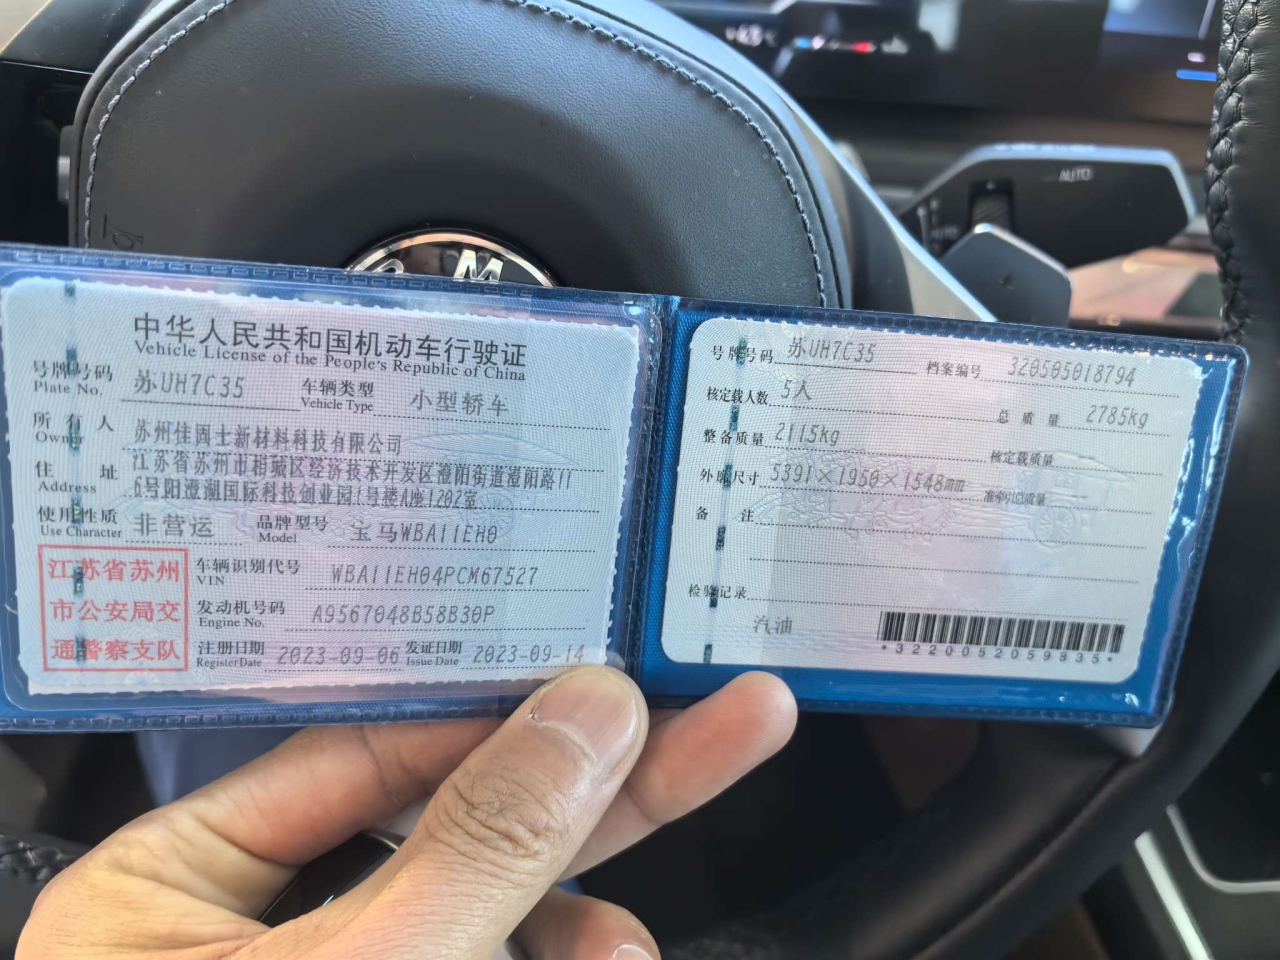 AUTO
AUTO
M
中华人民共和国机动车行驶证
Vehicle License of the People's Republic of China
号牌号码 苏UH7C35 车辆类型 小型轿车
Plate No. Vehicle Type
所有人 苏州佳固士新材料科技有限公司
Owner
住址 江苏省苏州市相城区经济技术开发区澄阳街道澄阳路11
Address 6号阳澄湖国际科技创业园1号楼A座1202室
使用性质 非营运 品牌型号 宝马WBA11EH0
Use Character Model
江苏省苏州
市公安局交
通警察支队
车辆识别代号 WBA11EH04PCM67527
VIN
发动机号码 A9567048B58B30P
Engine No.
注册日期 2023-09-06 发证日期 2023-09-14
Register Date Issue Date
号牌号码 苏UH7C35 档案编号 320505018794
核定载人数 5人 总质量 2785kg
整备质量 2115kg 核定载质量
外廓尺寸 5391×1950×1548mm 准牵引总质量
备注
检验记录
汽油
*3220052059835*